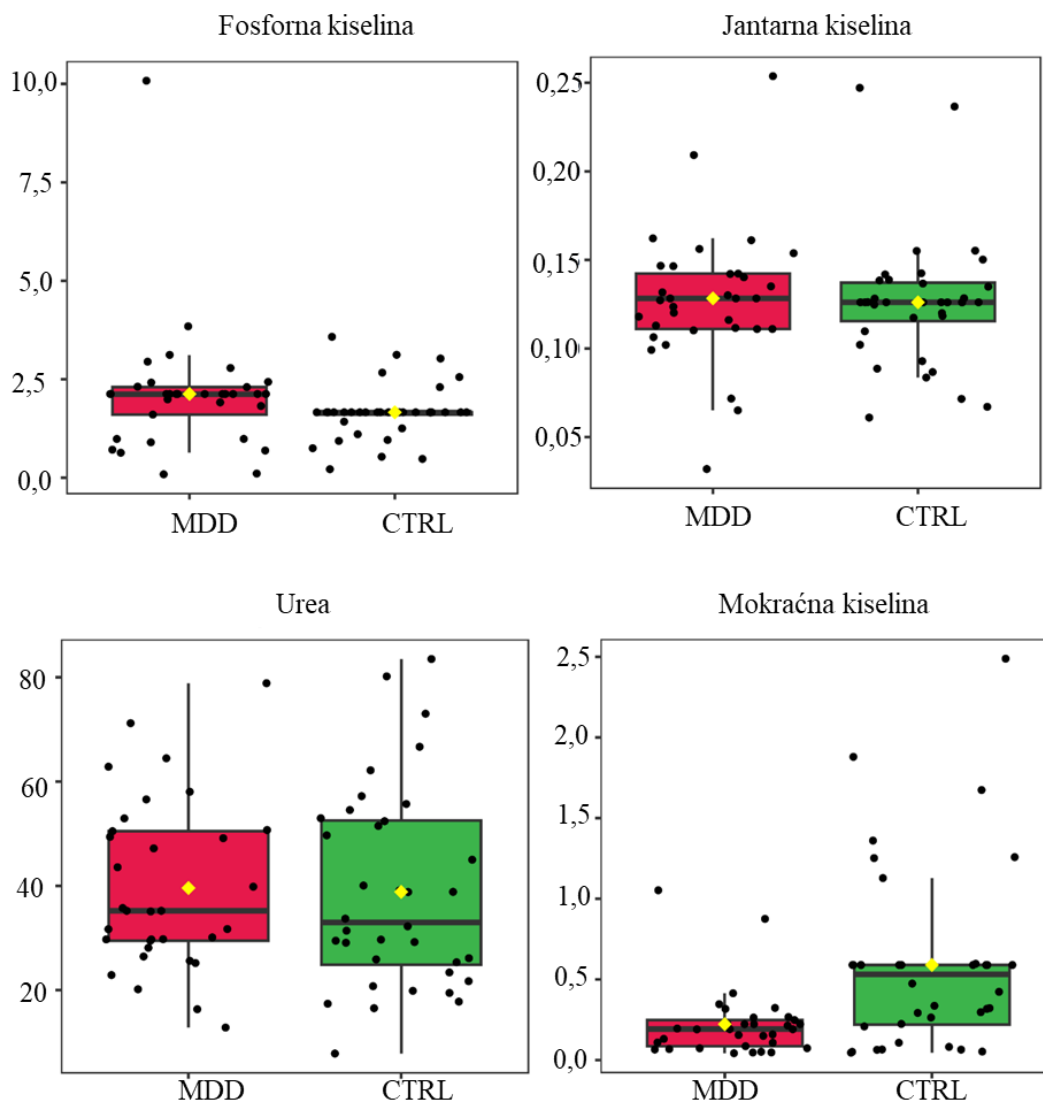 Fosforna kiselina
10,0
7,5
5,0
2,5
0,0
MDD CTRL
Jantarna kiselina
0,25
0,20
0,15
0,10
0,05
MDD CTRL
Urea
80
60
40
20
MDD CTRL
Mokraćna kiselina
2,5
2,0
1,5
1,0
0,5
0,0
MDD CTRL